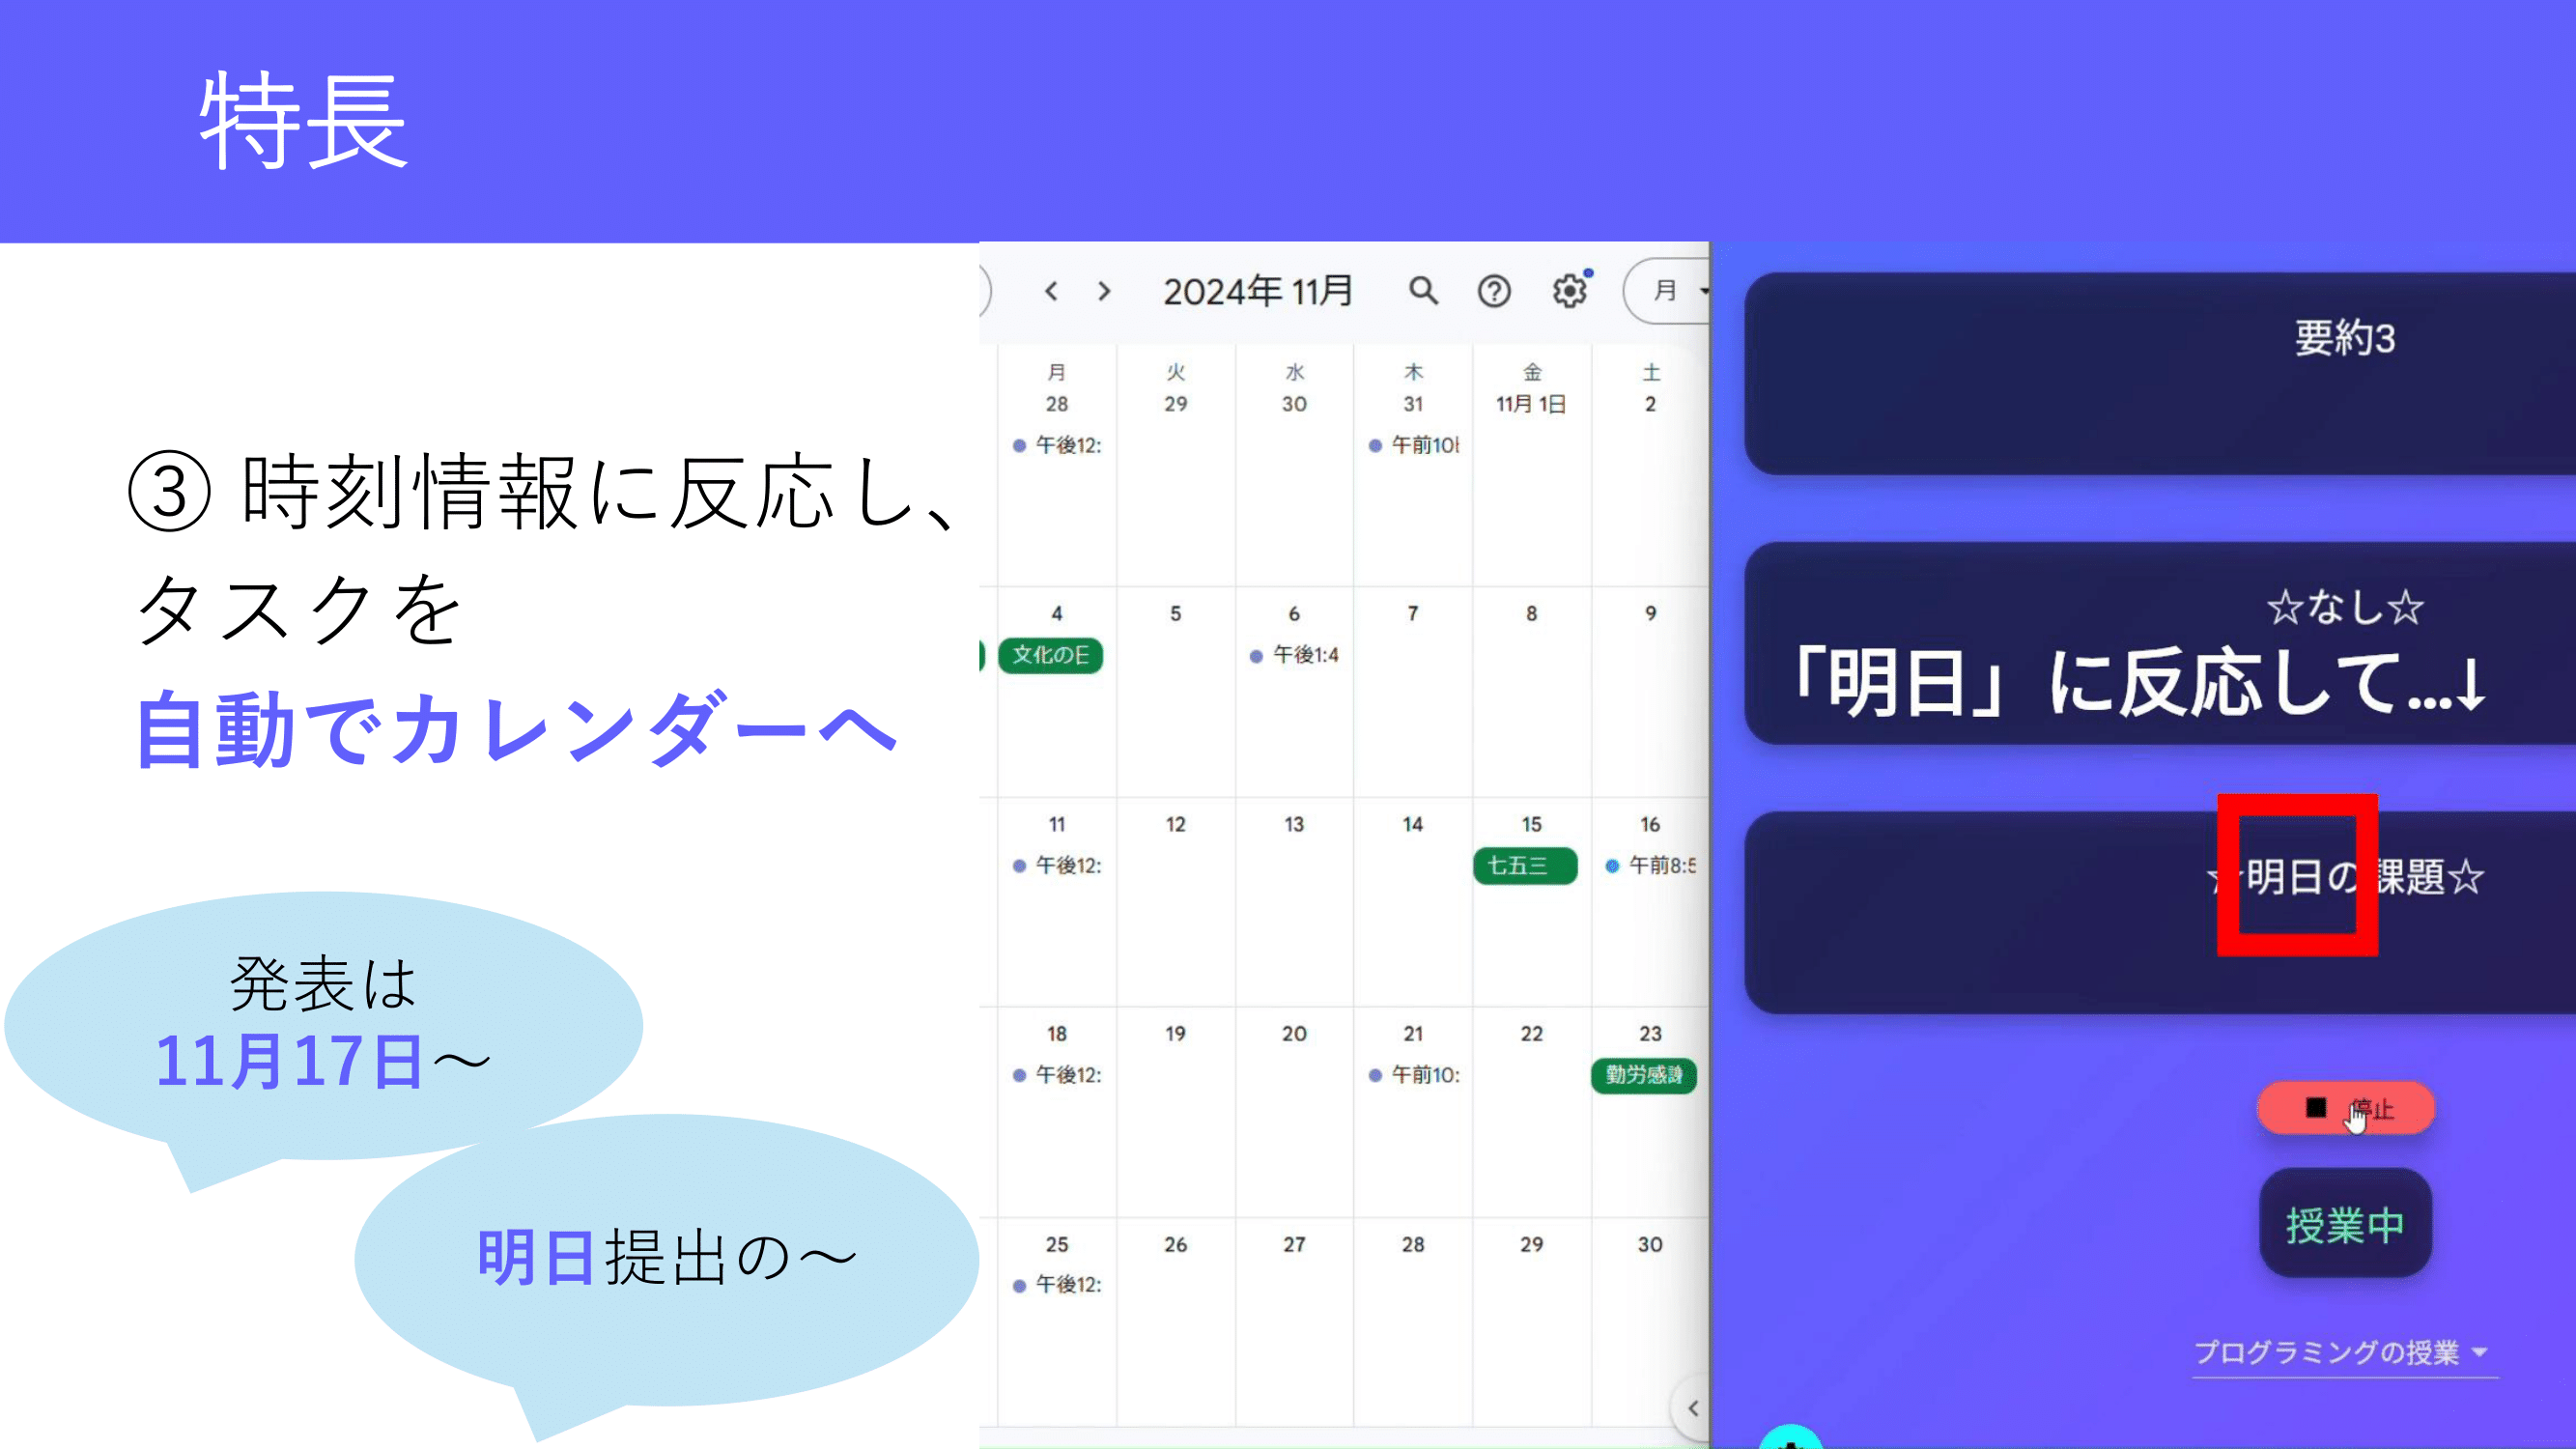 特長
③ 時刻情報に反応し、
タスクを
自動でカレンダーへ
発表は
11月17日～
明日提出の～
2024年 11月
月
月 火 水 木 金 土
28 29 30 31 11月 1日 2
午後12: 午前10
4 5 6 7 8 9
文化の日 午後1:4
11 12 13 14 15 16
午後12: 七五三 午前8:5
18 19 20 21 22 23
午後12: 午前10: 勤労感謝
25 26 27 28 29 30
午後12:
要約3
☆なし☆
「明日」に反応して...↓
☆明日の課題☆
停止
授業中
プログラミングの授業